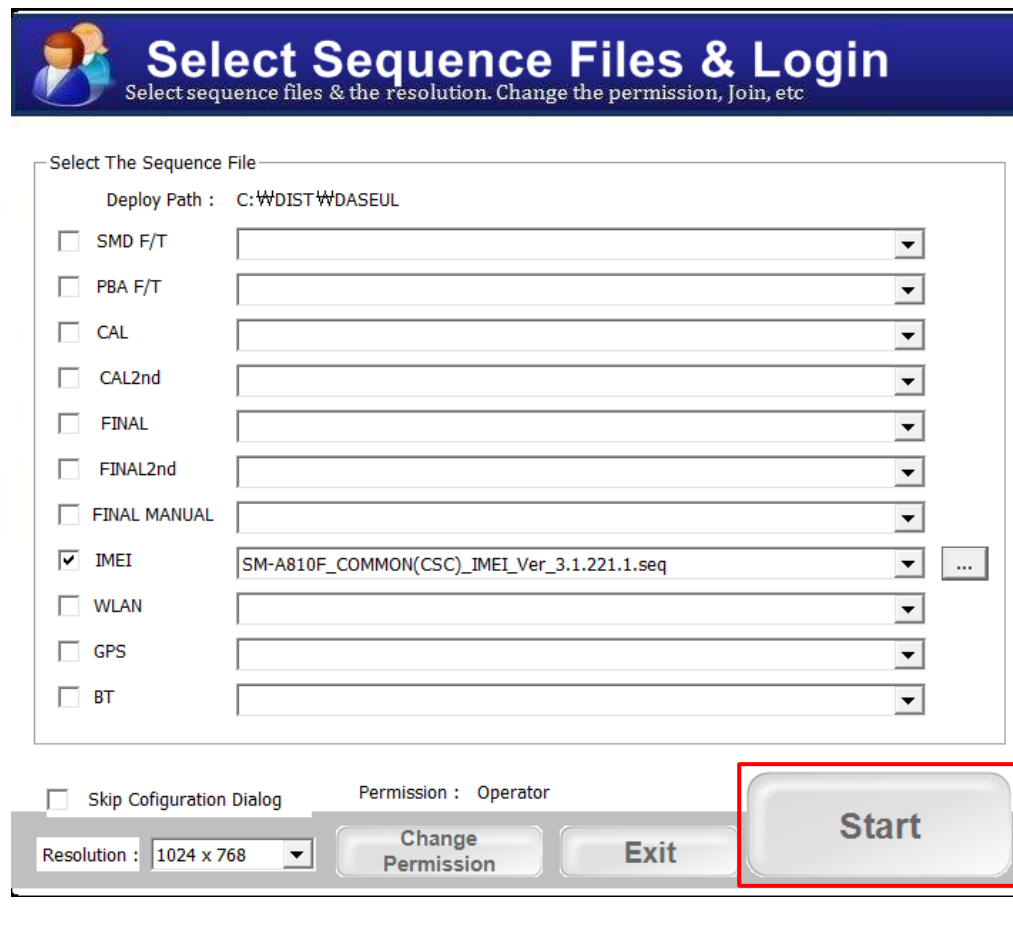 Select Sequence Files & Login
Select sequence files & the resolution. Change the permission, Join, etc
Select The Sequence File
Deploy Path : C:₩DIST₩DASEUL
SMD F/T
PBA F/T
CAL
CAL2nd
FINAL
FINAL2nd
FINAL MANUAL
IMEI SM-A810F_COMMON(CSC)_IMEI_Ver_3.1.221.1.seq ...
WLAN
GPS
BT
Skip Cofiguration Dialog Permission : Operator
Resolution : 1024 x 768
Change
Permission
Exit
Start